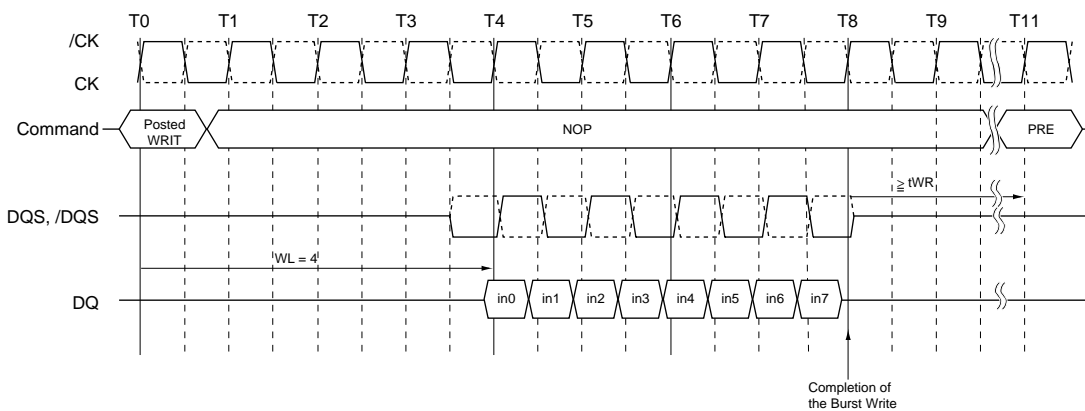 T0 T1 T2 T3 T4 T5 T6 T7 T8 T9 T11
/CK
CK
Command
Posted
WRIT
NOP
PRE
≧ tWR
DQS, /DQS
WL = 4
DQ
in0 in1 in2 in3 in4 in5 in6 in7
Completion of
the Burst Write